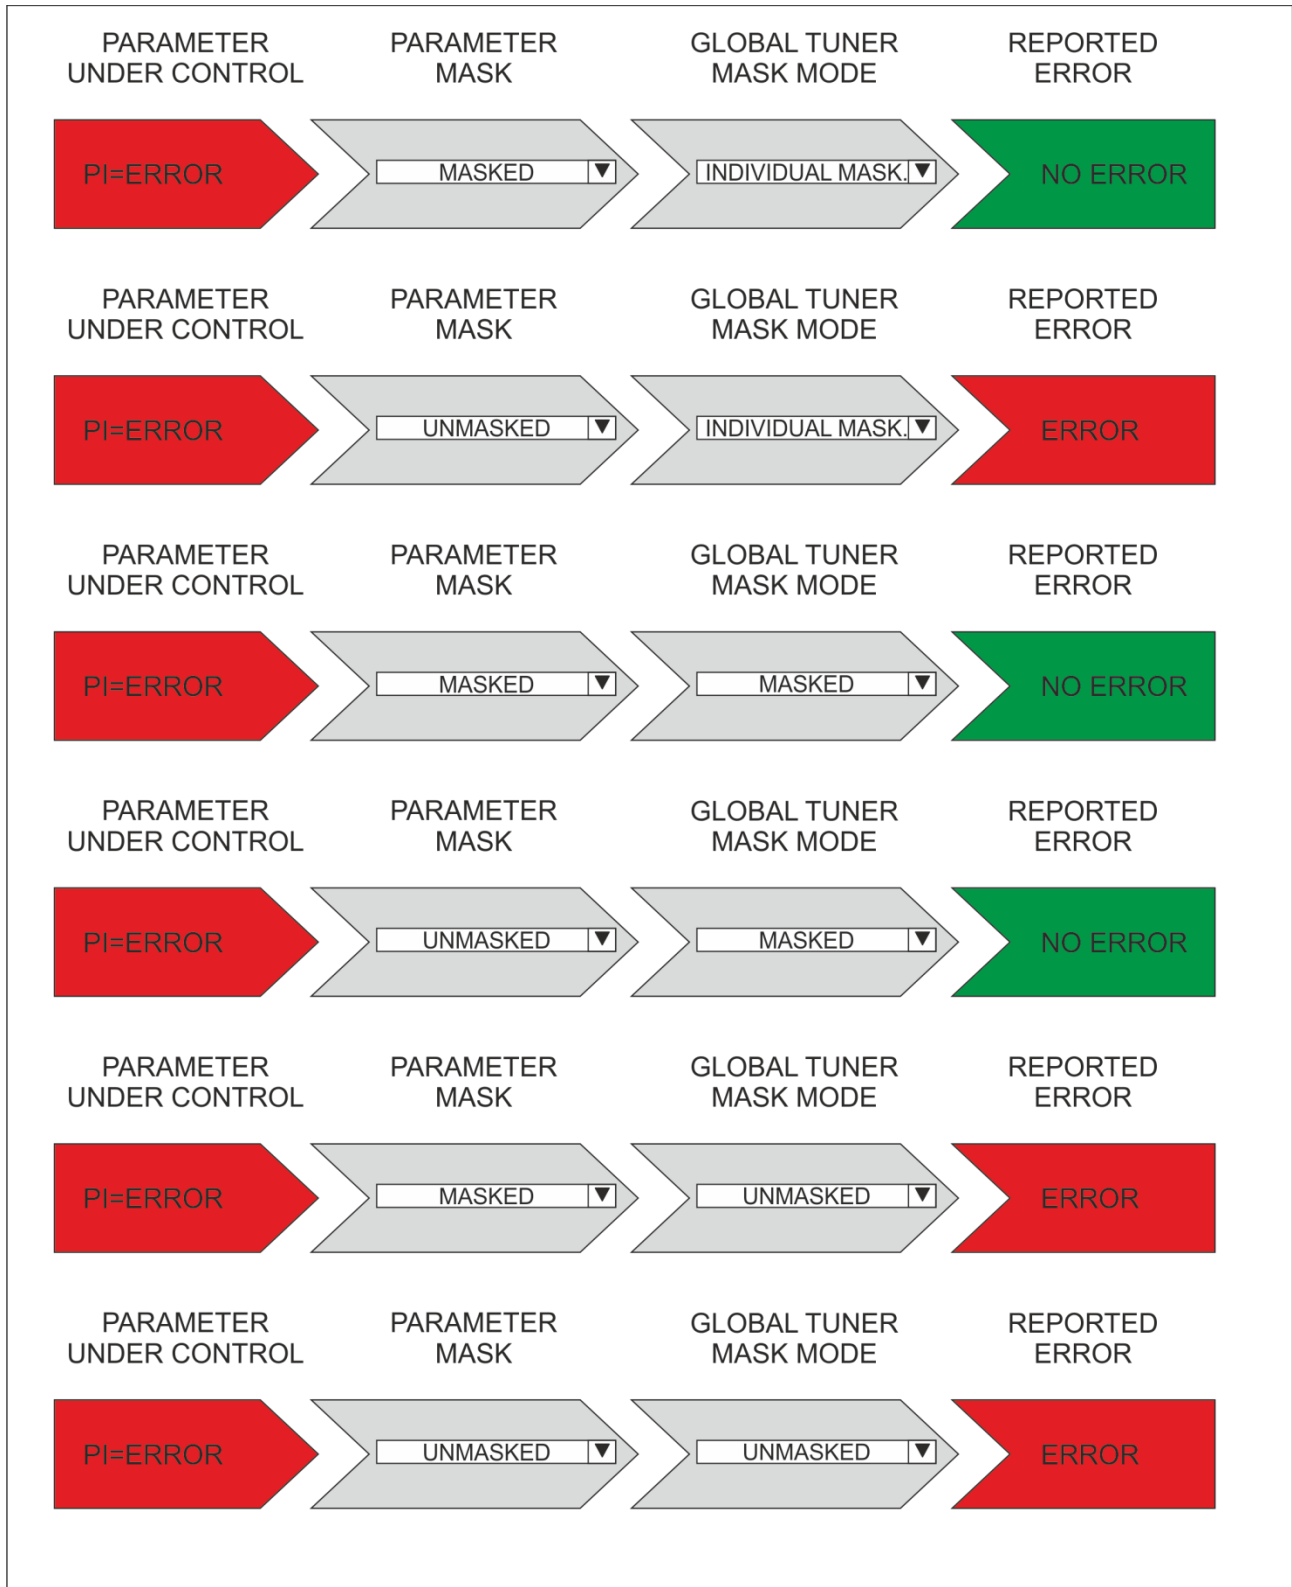 PARAMETER UNDER CONTROL
PARAMETER MASK
GLOBAL TUNER MASK MODE
REPORTED ERROR
PI=ERROR
MASKED
INDIVIDUAL MASK.
NO ERROR
PARAMETER UNDER CONTROL
PARAMETER MASK
GLOBAL TUNER MASK MODE
REPORTED ERROR
PI=ERROR
UNMASKED
INDIVIDUAL MASK.
ERROR
PARAMETER UNDER CONTROL
PARAMETER MASK
GLOBAL TUNER MASK MODE
REPORTED ERROR
PI=ERROR
MASKED
MASKED
NO ERROR
PARAMETER UNDER CONTROL
PARAMETER MASK
GLOBAL TUNER MASK MODE
REPORTED ERROR
PI=ERROR
UNMASKED
MASKED
NO ERROR
PARAMETER UNDER CONTROL
PARAMETER MASK
GLOBAL TUNER MASK MODE
REPORTED ERROR
PI=ERROR
MASKED
UNMASKED
ERROR
PARAMETER UNDER CONTROL
PARAMETER MASK
GLOBAL TUNER MASK MODE
REPORTED ERROR
PI=ERROR
UNMASKED
UNMASKED
ERROR